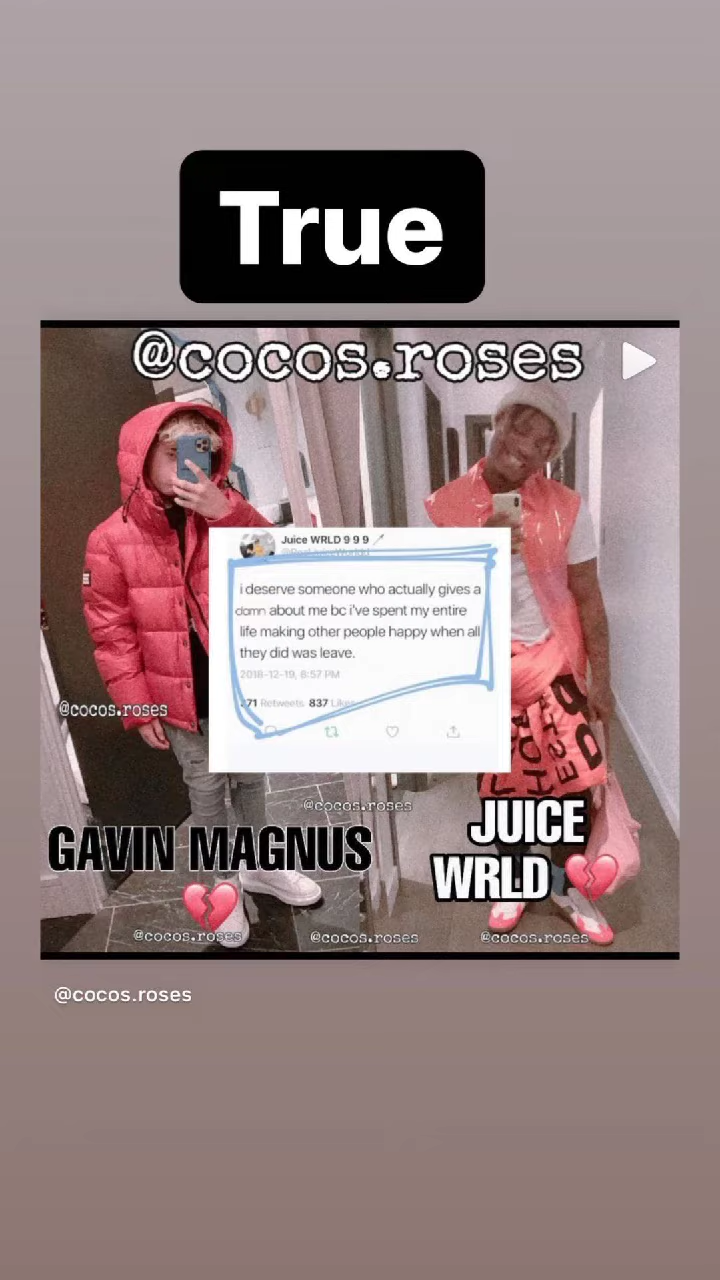 True
@cocos.roses
Juice WRLD 9 9 9
i deserve someone who actually gives a
damn about me bc i've spent my entire
life making other people happy when all
they did was leave.
2018-12-19, 8:57 PM
71 Retweets 837 Likes
@cocos.roses
@cocos.roses
GAVIN MAGNUS
JUICE
WRLD
@cocos.roses
@cocos.roses
@cocos.roses
@cocos.roses